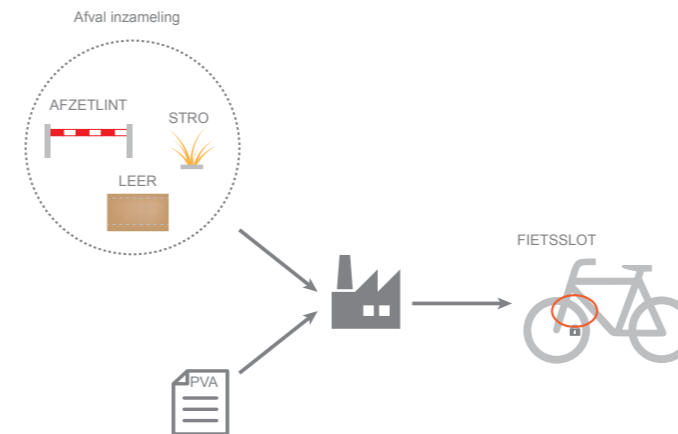 Afval inzameling
AFZETLINT
STRO
LEER
FIETSSLOT
PVA